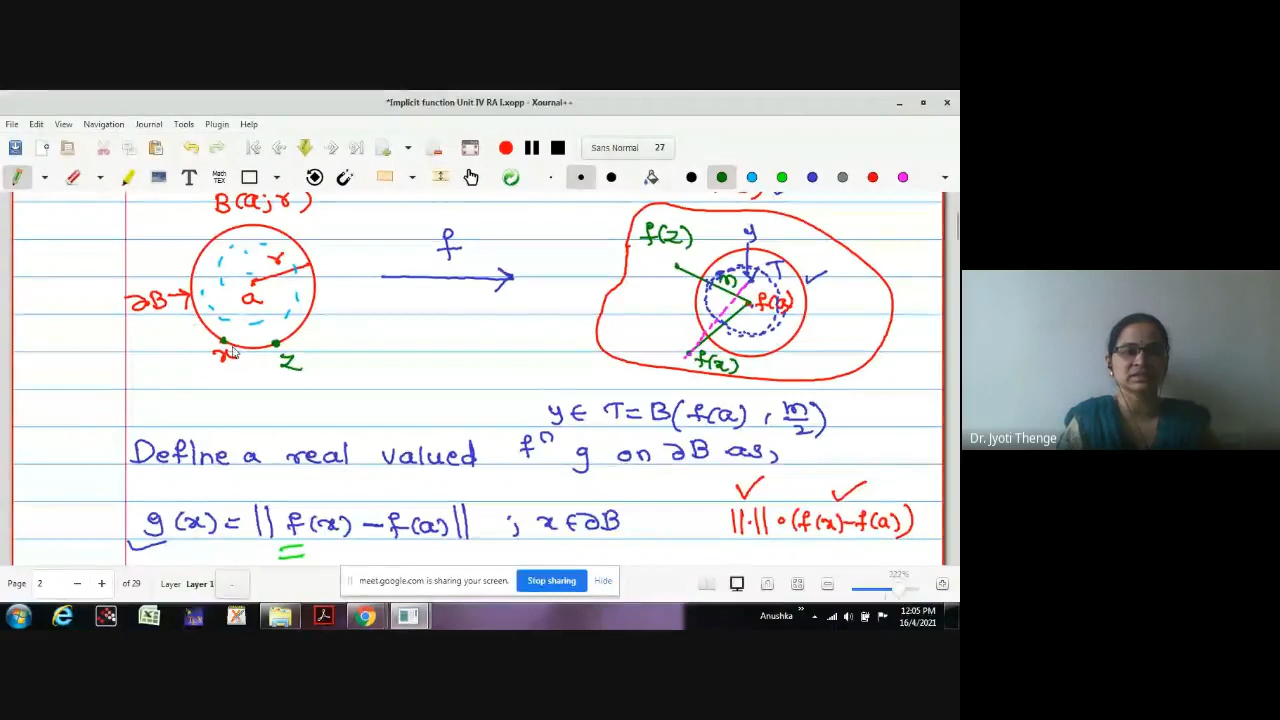 *Implicit function Unit IV RA I.xopp - Xournal++
File Edit View Navigation Journal Tools Plugin Help
Sans Normal 27
B(a; r)
f
r
a
∂B→
x
z
f(z)
y
m
T
f(a)
f(x)
y ∈ T = B(f(a), m/2)
Define a real valued fⁿ g on ∂B as,
g(x) = || f(x) - f(a) || ; x ∈ ∂B
||·|| ∘ (f(x) - f(a))
Page 2 of 29 Layer Layer 1
222%
meet.google.com is sharing your screen. Stop sharing Hide
Anushka
12:05 PM
16/4/2021
Dr. Jyoti Thenge